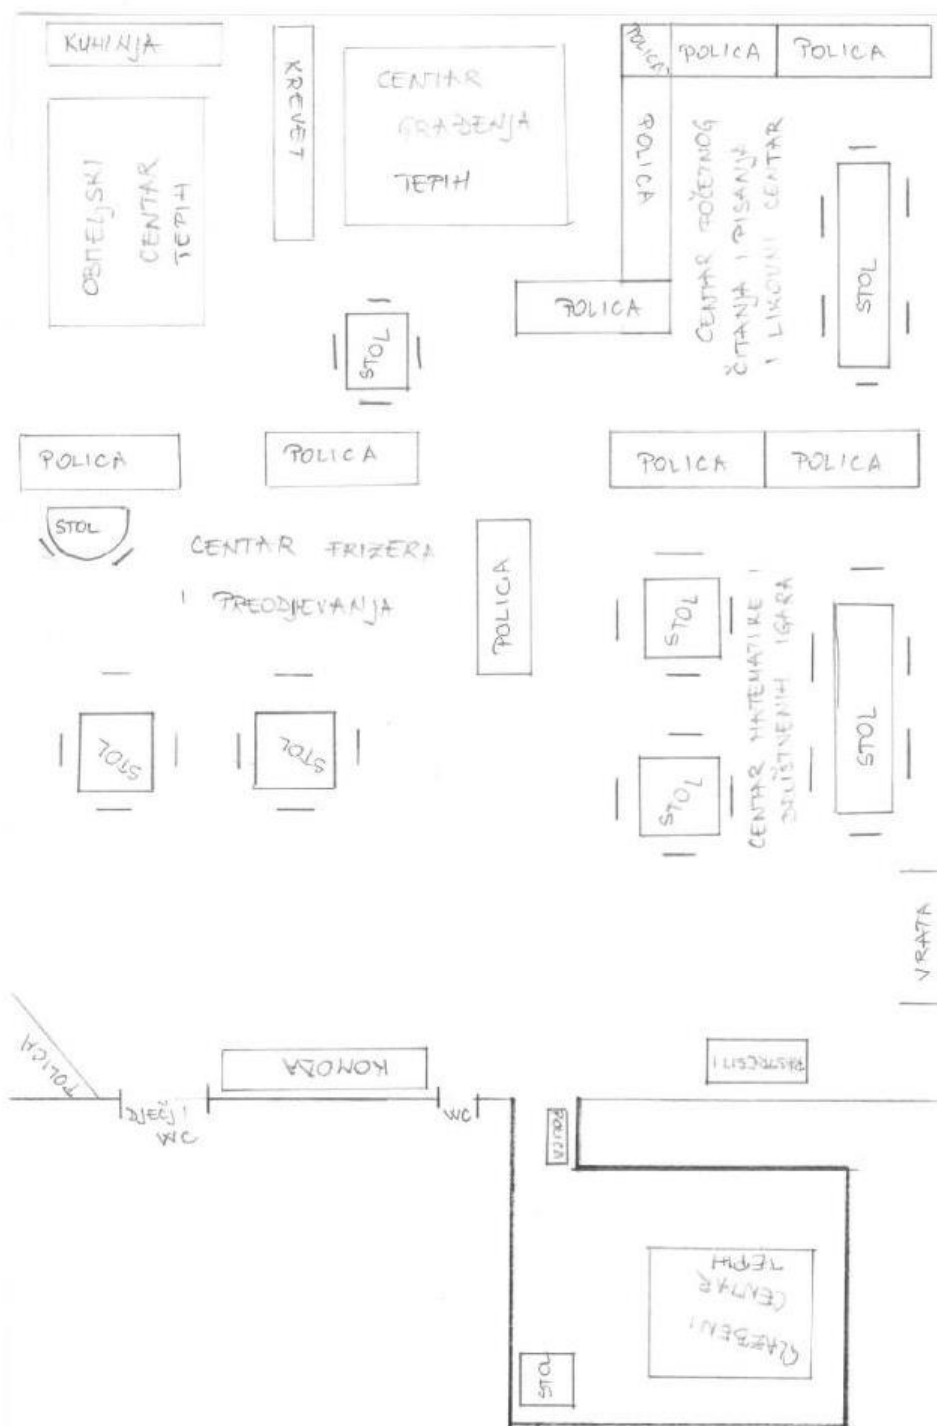 KUHINJA
KREVET
CENTAR
GRAĐENJA
TEPIH
POLICA
POLICA
POLICA
POLICA
OBITELJSKI
CENTAR
TEPIH
CENTAR POČETNOG
ČITANJA I PISANJA
I LIKOVNI CENTAR
STOL
POLICA
STOL
POLICA
POLICA
POLICA
POLICA
STOL
CENTAR FRIZERA
I PREODJEVANJA
POLICA
STOL
CENTAR MATEMATIKE I
DRUŠTVENIH IGARA
STOL
STOL
STOL
STOL
VRATA
POLICA
KOMODA
DJEČJI
WC
WC
POLICA
GLAZBENI
CENTAR
TEPIH
STOL